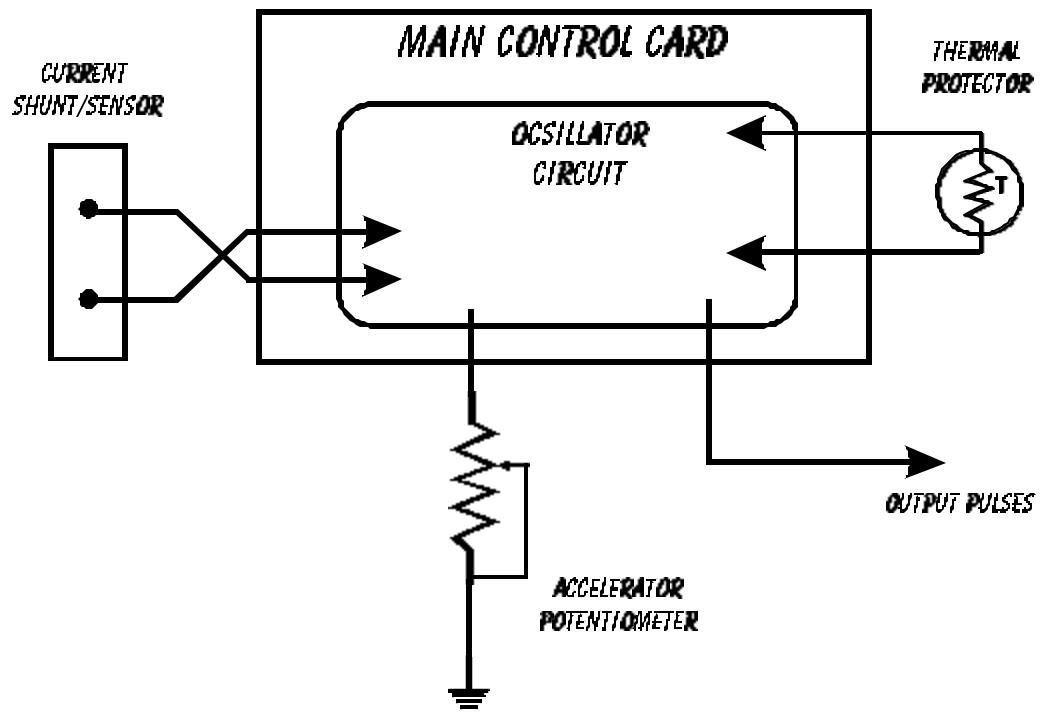 MAIN CONTROL CARD
CURRENT
SHUNT/SENSOR
THERMAL
PROTECTOR
OCSILLATOR
CIRCUIT
T
OUTPUT PULSES
ACCELERATOR
POTENTIOMETER